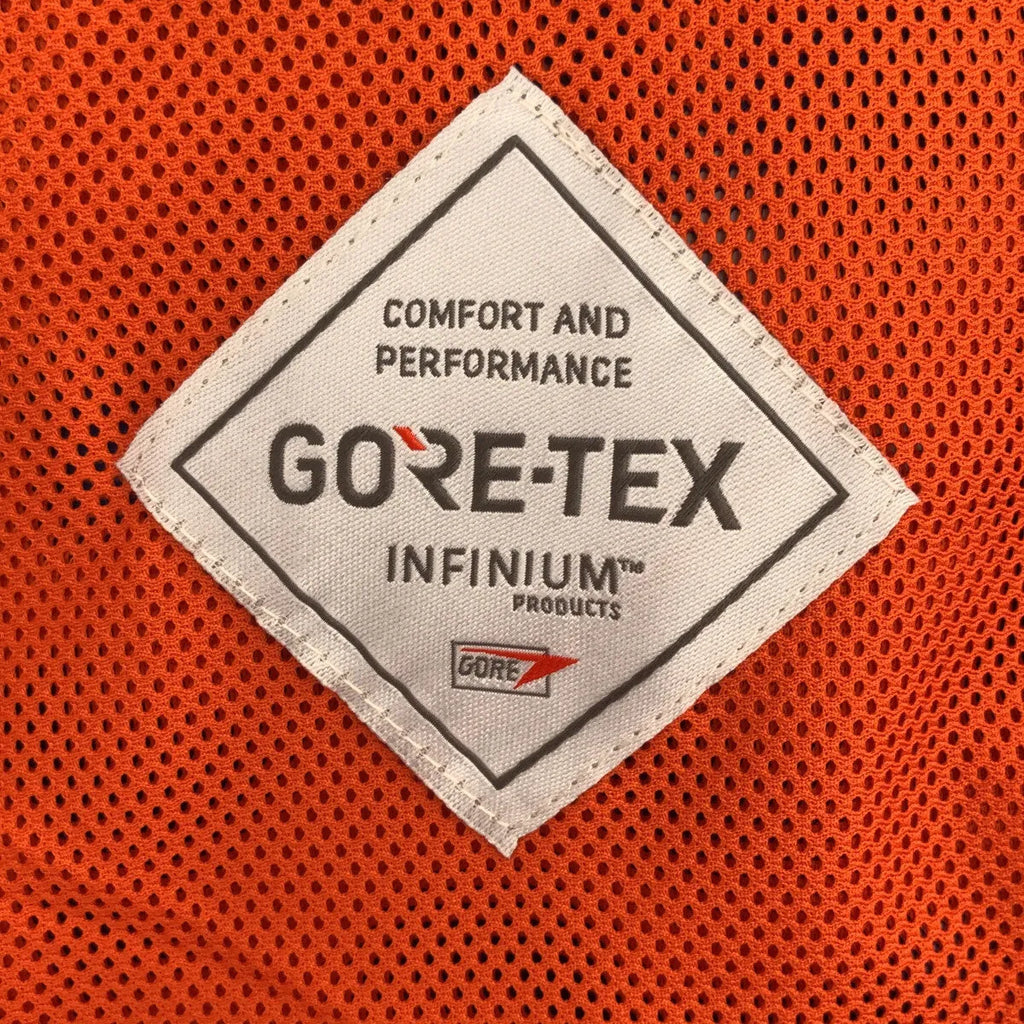 COMFORT AND
PERFORMANCE
GORE-TEX
INFINIUM™
PRODUCTS
GORE